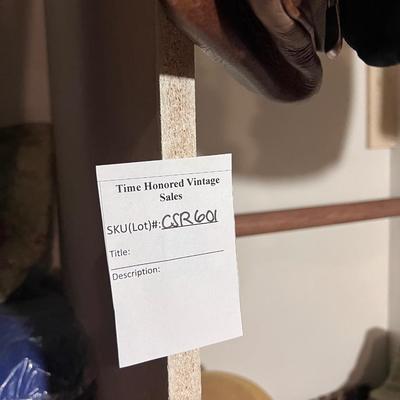 Time Honored Vintage
Sales
SKU(Lot)#: CSR601
Title:
Description: